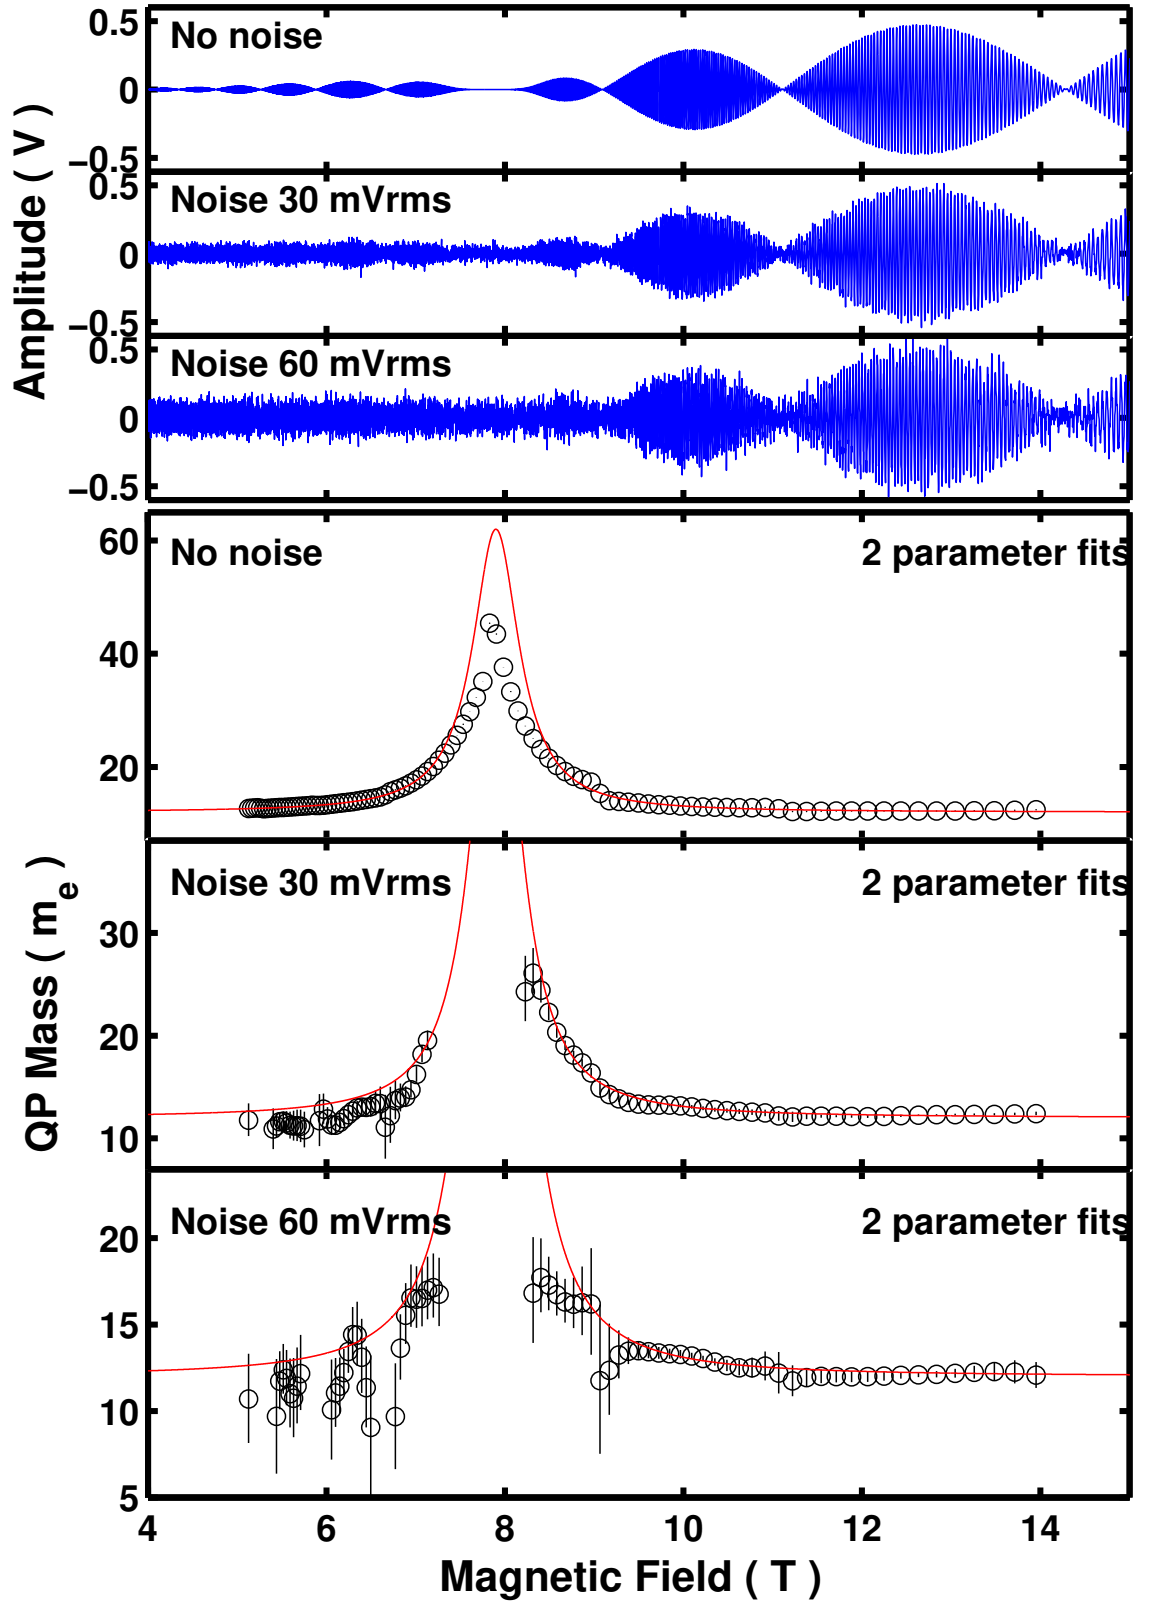 Amplitude ( V )
0.5
0
−0.5
No noise
0.5
0
−0.5
Noise 30 mVrms
0.5
0
−0.5
Noise 60 mVrms
QP Mass ( me )
60
40
20
No noise
2 parameter fits
30
20
10
Noise 30 mVrms
2 parameter fits
20
15
10
5
Noise 60 mVrms
2 parameter fits
4 6 8 10 12 14
Magnetic Field ( T )